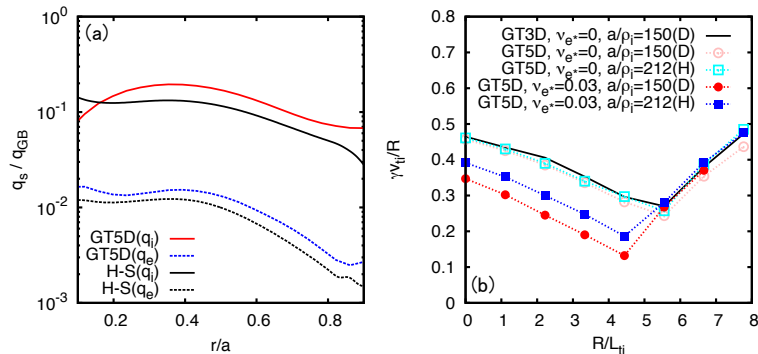 (a)
10⁰
10⁻¹
10⁻²
10⁻³
q_s / q_GB
GT5D(q_i)
GT5D(q_e)
H-S(q_i)
H-S(q_e)
0.2 0.4 0.6 0.8
r/a
GT3D, ν_e*=0, a/ρ_i=150(D)
GT5D, ν_e*=0, a/ρ_i=150(D)
GT5D, ν_e*=0, a/ρ_i=212(H)
GT5D, ν_e*=0.03, a/ρ_i=150(D)
GT5D, ν_e*=0.03, a/ρ_i=212(H)
0.8
0.7
0.6
0.5
0.4
0.3
0.2
0.1
0
γv_ti/R
(b)
0 1 2 3 4 5 6 7 8
R/L_ti